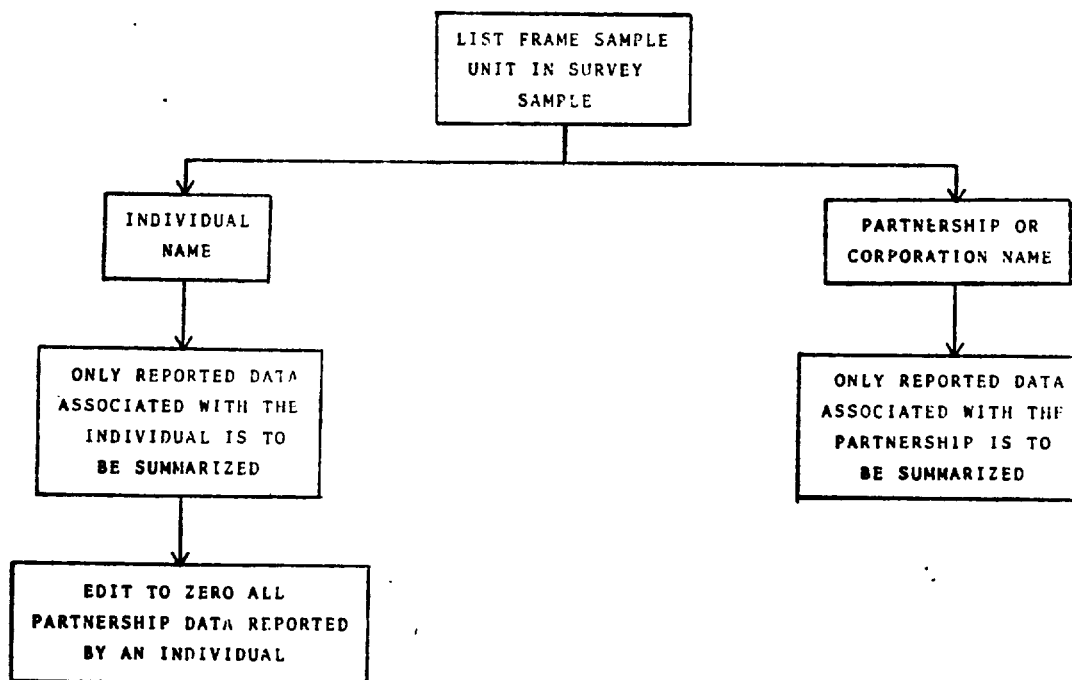 LIST FRAME SAMPLE
UNIT IN SURVEY
SAMPLE
INDIVIDUAL
NAME
PARTNERSHIP OR
CORPORATION NAME
ONLY REPORTED DATA
ASSOCIATED WITH THE
INDIVIDUAL IS TO
BE SUMMARIZED
ONLY REPORTED DATA
ASSOCIATED WITH THE
PARTNERSHIP IS TO
BE SUMMARIZED
EDIT TO ZERO ALL
PARTNERSHIP DATA REPORTED
BY AN INDIVIDUAL